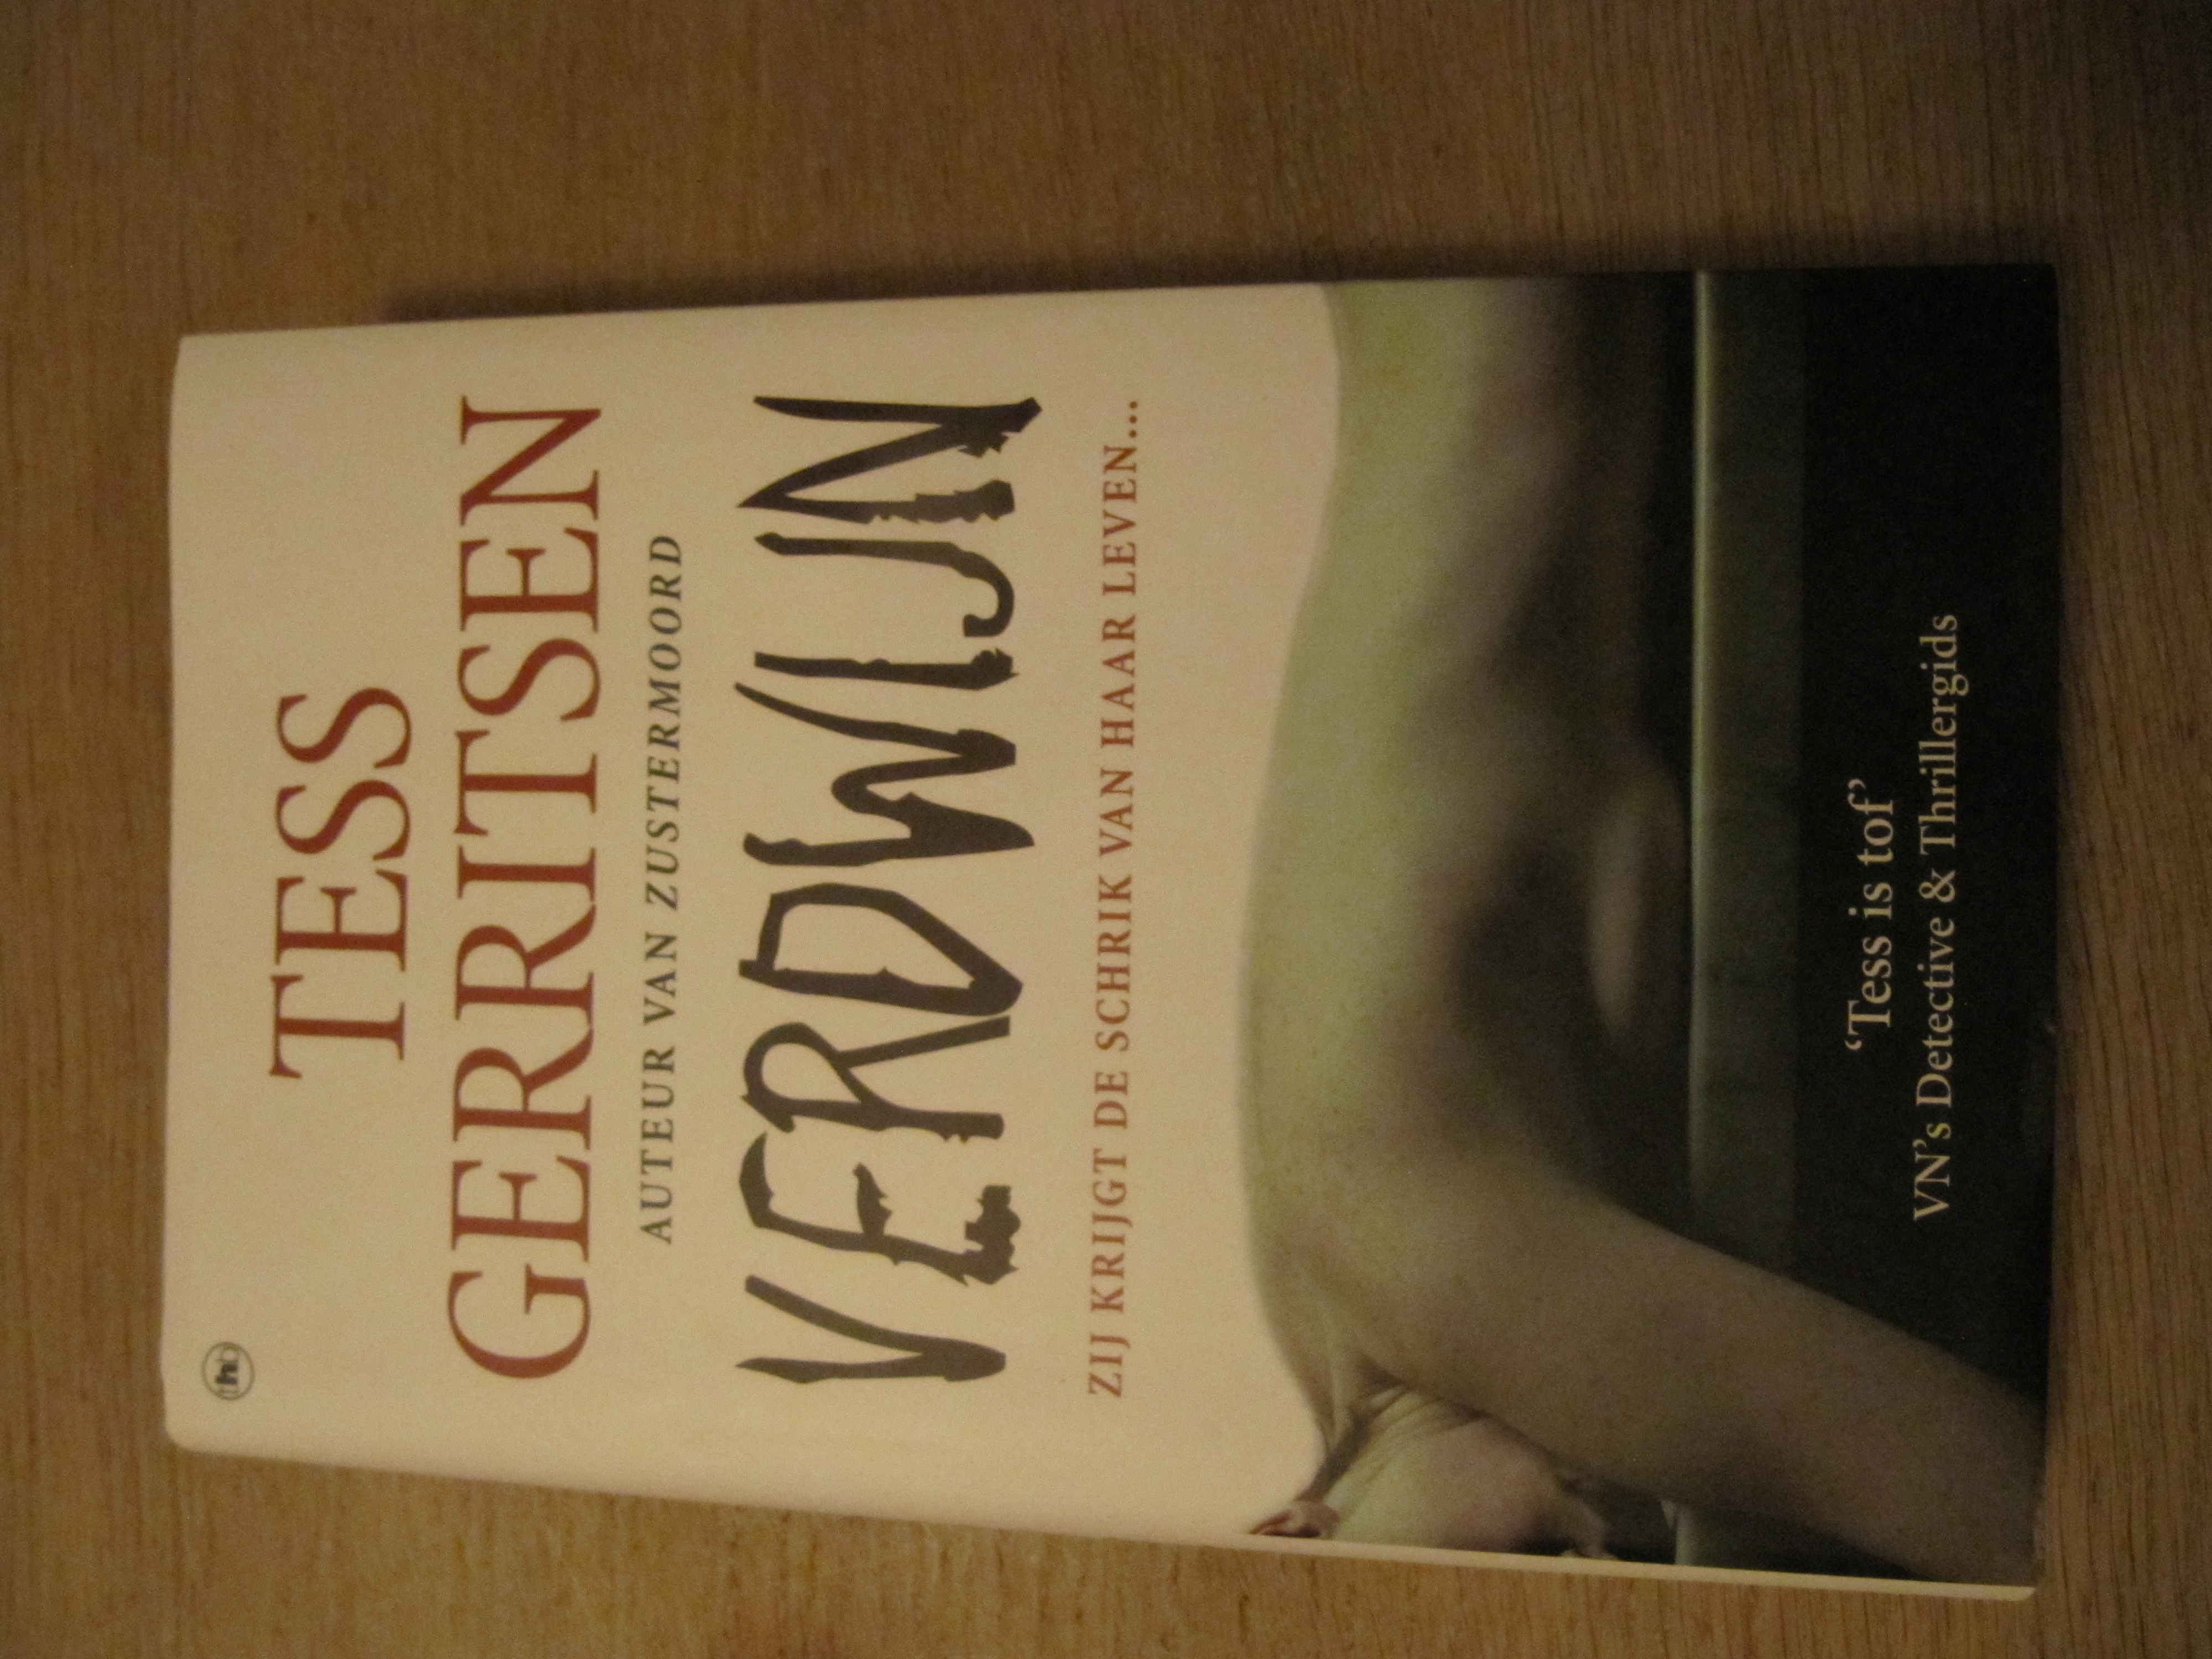 thb
TESS
GERRITSEN
AUTEUR VAN ZUSTERMOORD
VERDWIJN
ZIJ KRIJGT DE SCHRIK VAN HAAR LEVEN...
‘Tess is tof’
VN’s Detective & Thrillergids